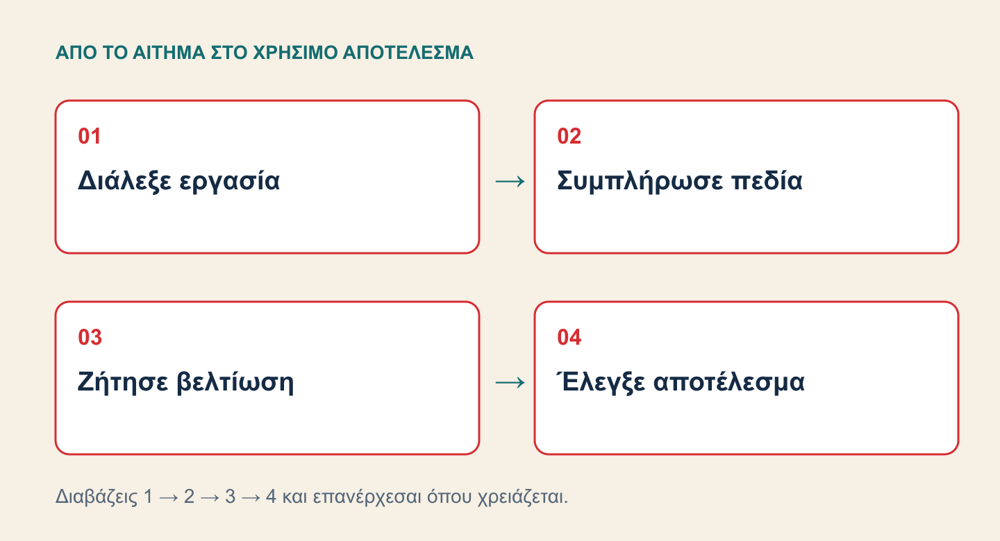 ΑΠΟ ΤΟ ΑΙΤΗΜΑ ΣΤΟ ΧΡΗΣΙΜΟ ΑΠΟΤΕΛΕΣΜΑ
01
Διάλεξε εργασία
→
02
Συμπλήρωσε πεδία
03
Ζήτησε βελτίωση
→
04
Έλεγξε αποτέλεσμα
Διαβάζεις 1 → 2 → 3 → 4 και επανέρχεσαι όπου χρειάζεται.